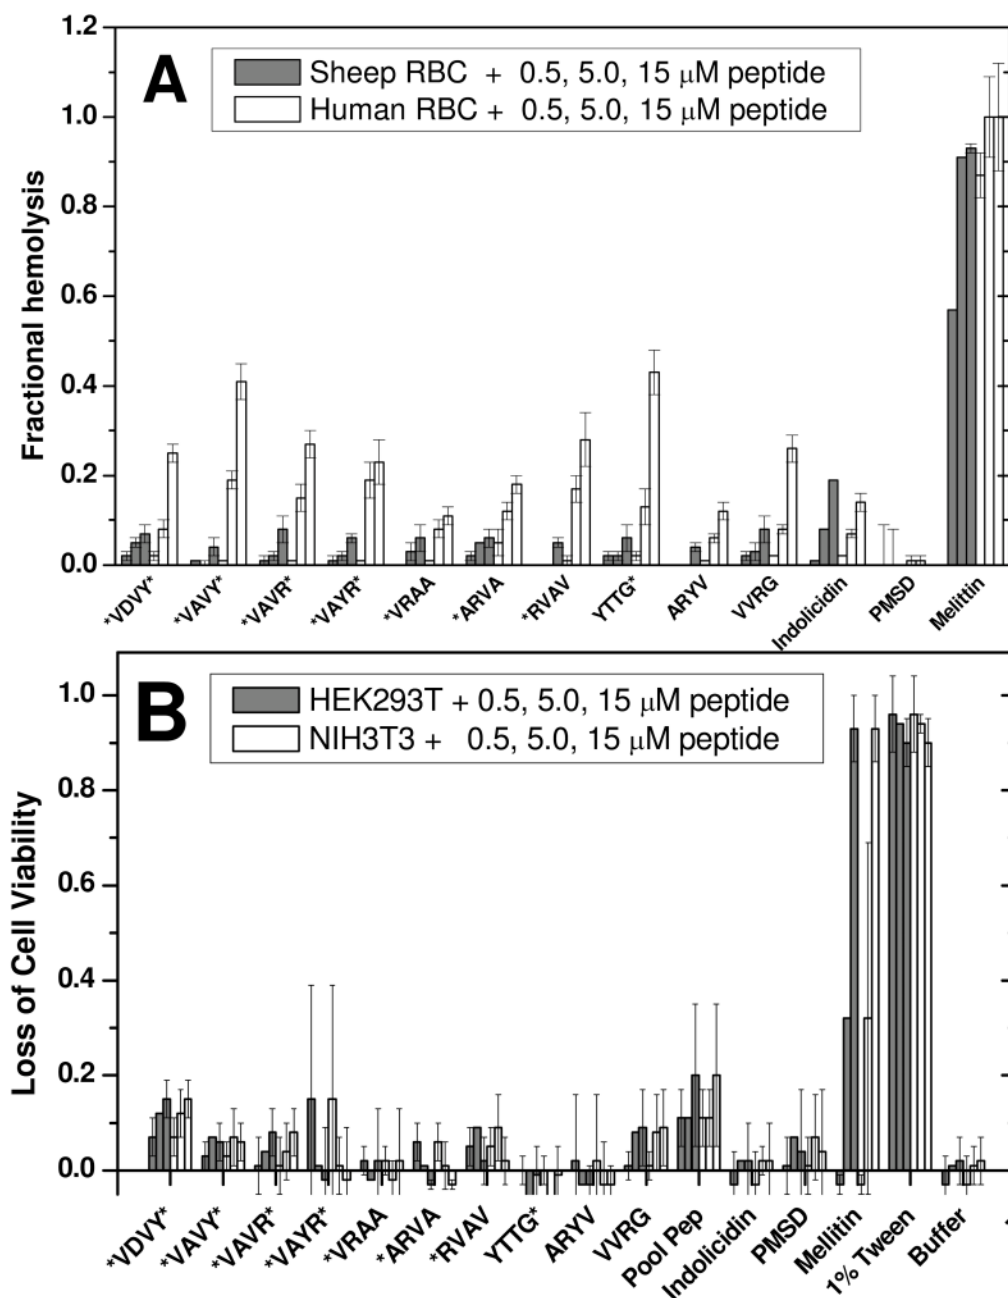 1.2
1.0
0.8
0.6
0.4
0.2
0.0
Fractional hemolysis
A
Sheep RBC + 0.5, 5.0, 15 µM peptide
Human RBC + 0.5, 5.0, 15 µM peptide
*VDVY*
*VAVY*
*VAVR*
*VAYR*
*VRAA
*ARVA
*RVAV
YTTG*
ARYV
VVRG
Indolicidin
PMSD
Melittin
1.0
0.8
0.6
0.4
0.2
0.0
Loss of Cell Viability
B
HEK293T + 0.5, 5.0, 15 µM peptide
NIH3T3 + 0.5, 5.0, 15 µM peptide
*VDVY*
*VAVY*
*VAVR*
*VAYR*
*VRAA
*ARVA
*RVAV
YTTG*
ARYV
VVRG
Pool Pep
Indolicidin
PMSD
Mellitin
1% Tween
Buffer